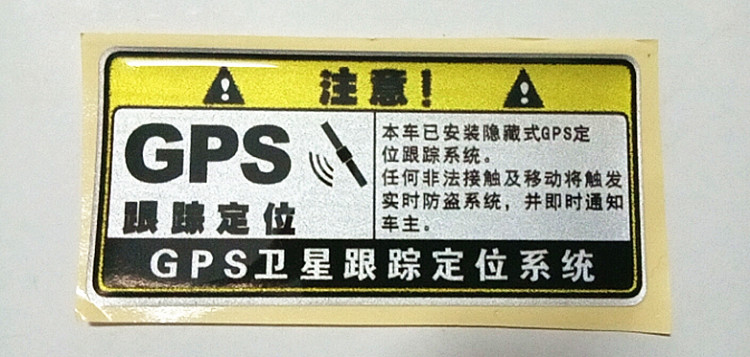 注意!
GPS
跟踪定位
本车已安装隐藏式GPS定
位跟踪系统。
任何非法接触及移动将触发
实时防盗系统，并即时通知
车主。
GPS卫星跟踪定位系统